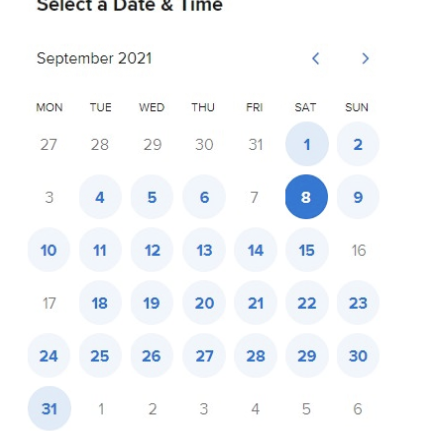 Select a Date & Time
September 2021
MON TUE WED THU FRI SAT SUN
27 28 29 30 31 1 2
3 4 5 6 7 8 9
10 11 12 13 14 15 16
17 18 19 20 21 22 23
24 25 26 27 28 29 30
31 1 2 3 4 5 6